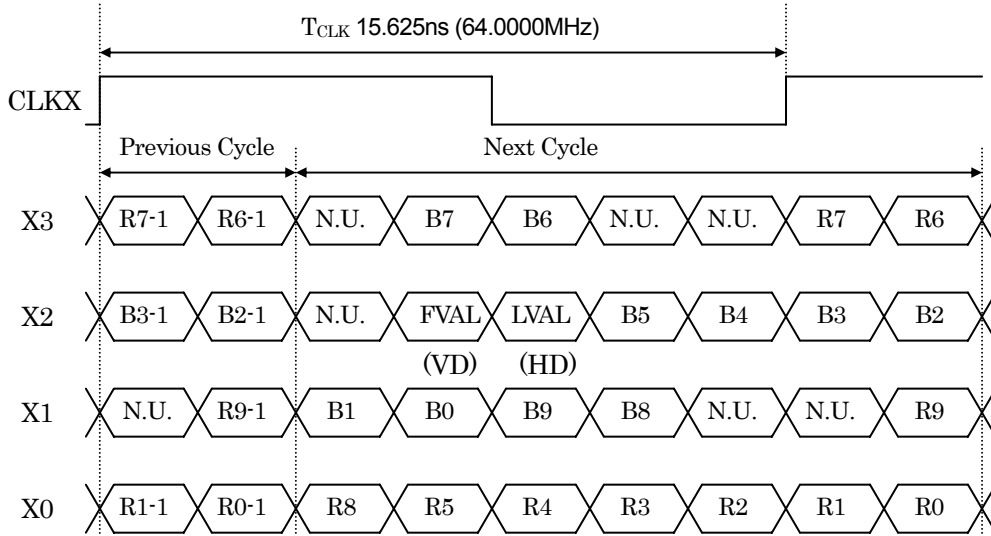 TCLK 15.625ns (64.0000MHz)
CLKX
Previous Cycle Next Cycle
X3 R7-1 R6-1 N.U. B7 B6 N.U. N.U. R7 R6
X2 B3-1 B2-1 N.U. FVAL LVAL B5 B4 B3 B2
(VD) (HD)
X1 N.U. R9-1 B1 B0 B9 B8 N.U. N.U. R9
X0 R1-1 R0-1 R8 R5 R4 R3 R2 R1 R0